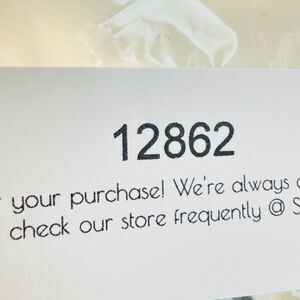 12862
your purchase! We're always
check our store frequently @